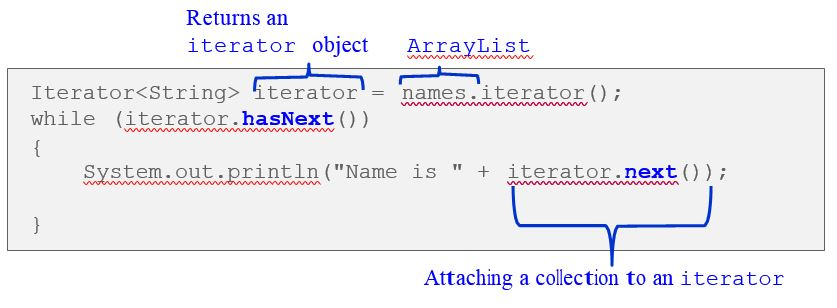 Returns an
iterator object
ArrayList
Iterator<String> iterator = names.iterator();
while (iterator.hasNext())
{
System.out.println("Name is " + iterator.next());
}
Attaching a collection to an iterator